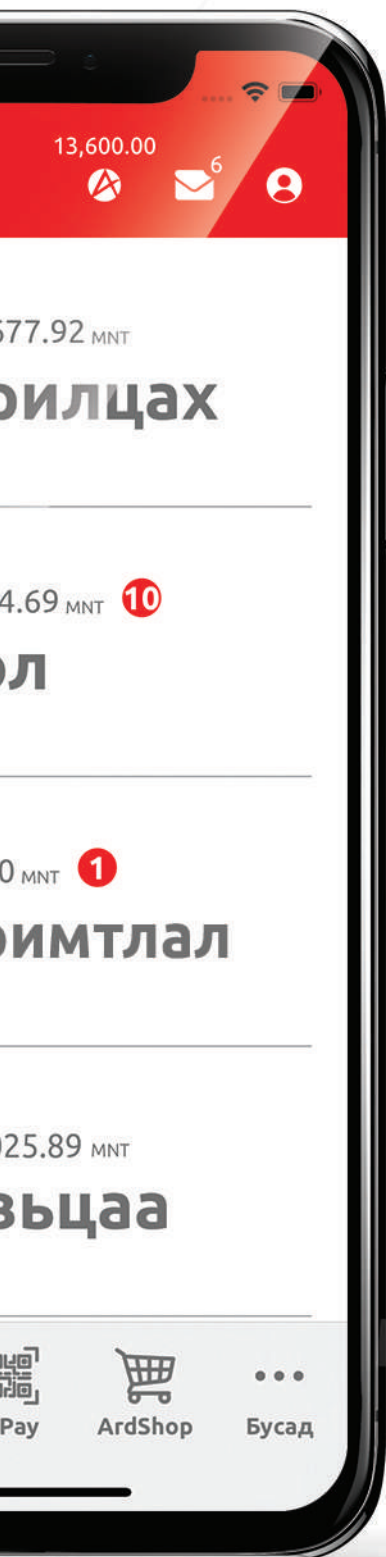 13,600.00
6
577.92 MNT
рилцах
4.69 MNT 10
ол
0 MNT 1
римтлал
025.89 MNT
вьцаа
Pay ArdShop Бусад